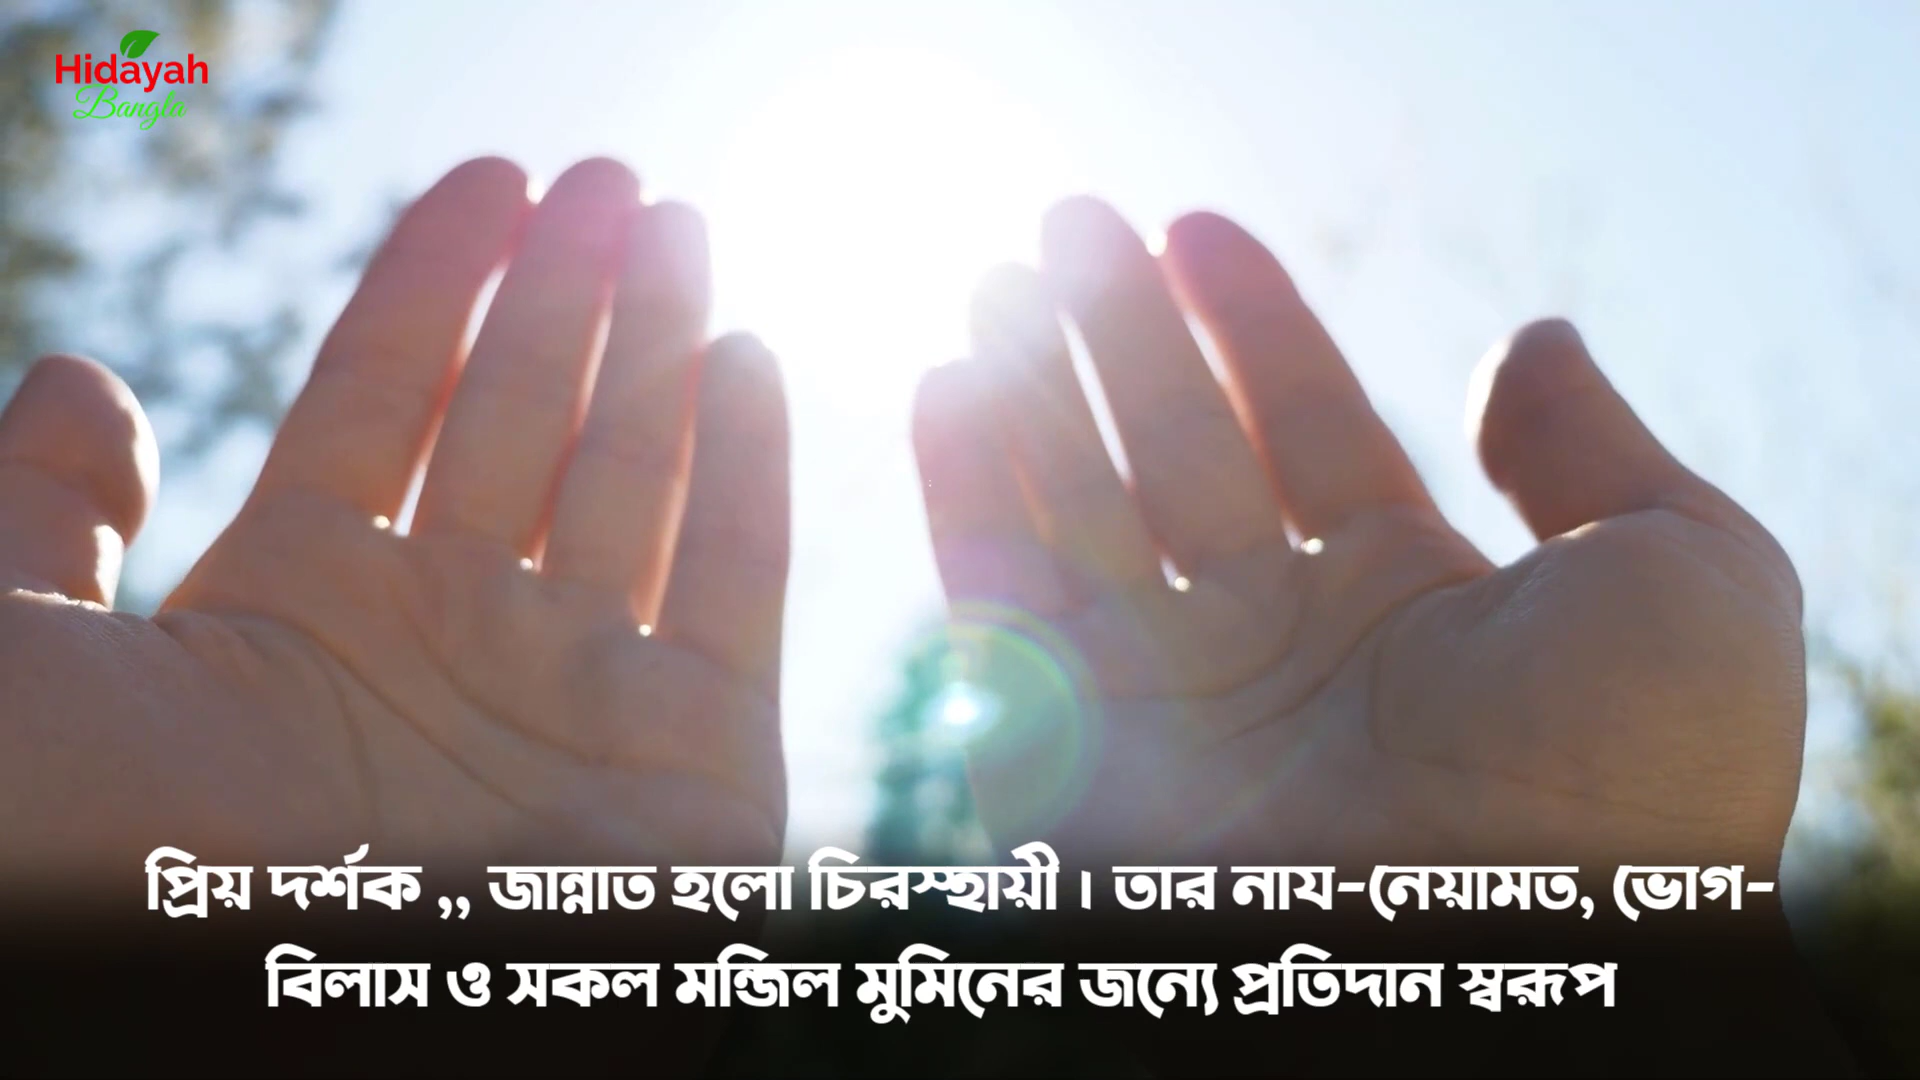 Hidayah
Bangla
প্রিয় দর্শক ,, জান্নাত হলো চিরস্হায়ী । তার নায-নেয়ামত, ভোগ-
বিলাস ও সকল মন্জিল মুমিনের জন্যে প্রতিদান স্বরূপ